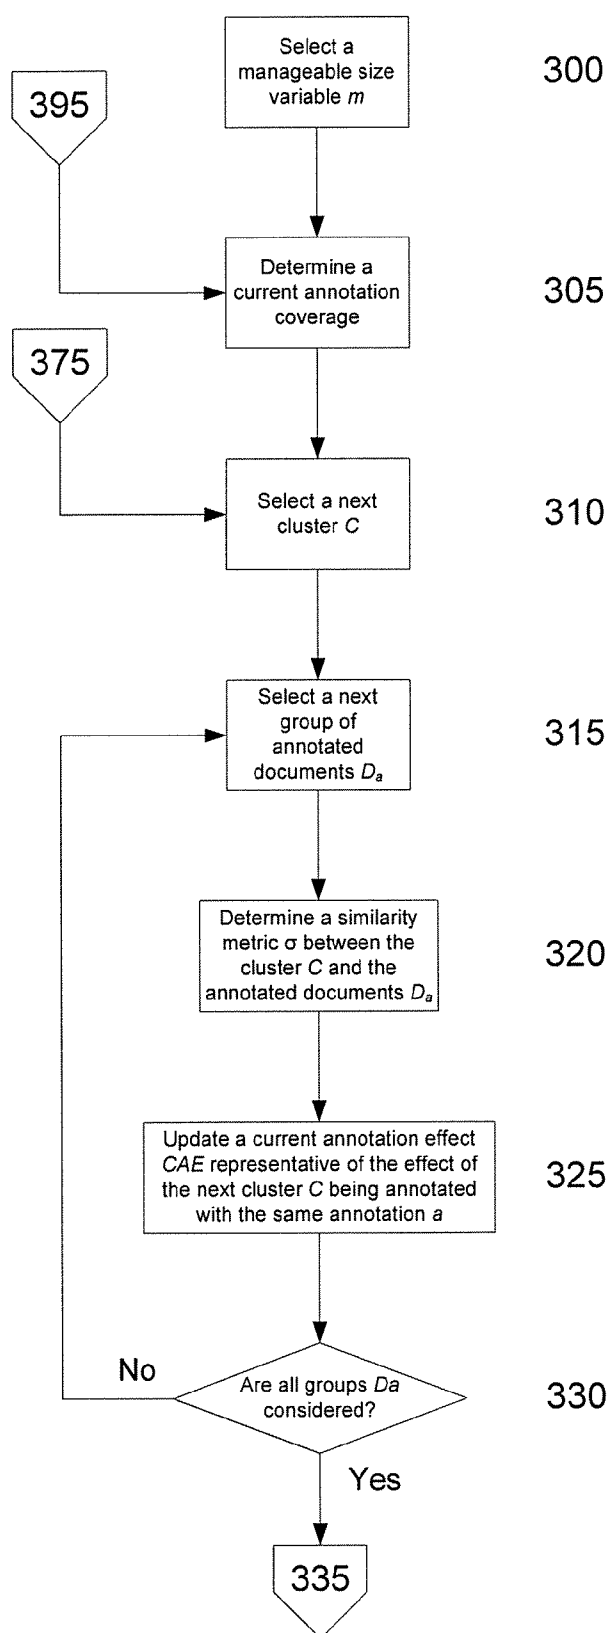 Select a
manageable size
variable m
300
395
Determine a
current annotation
coverage
305
375
Select a next
cluster C
310
Select a next
group of
annotated
documents Da
315
Determine a similarity
metric σ between the
cluster C and the
annotated documents Da
320
Update a current annotation effect
CAE representative of the effect of
the next cluster C being annotated
with the same annotation a
325
No
Are all groups Da
considered?
330
Yes
335